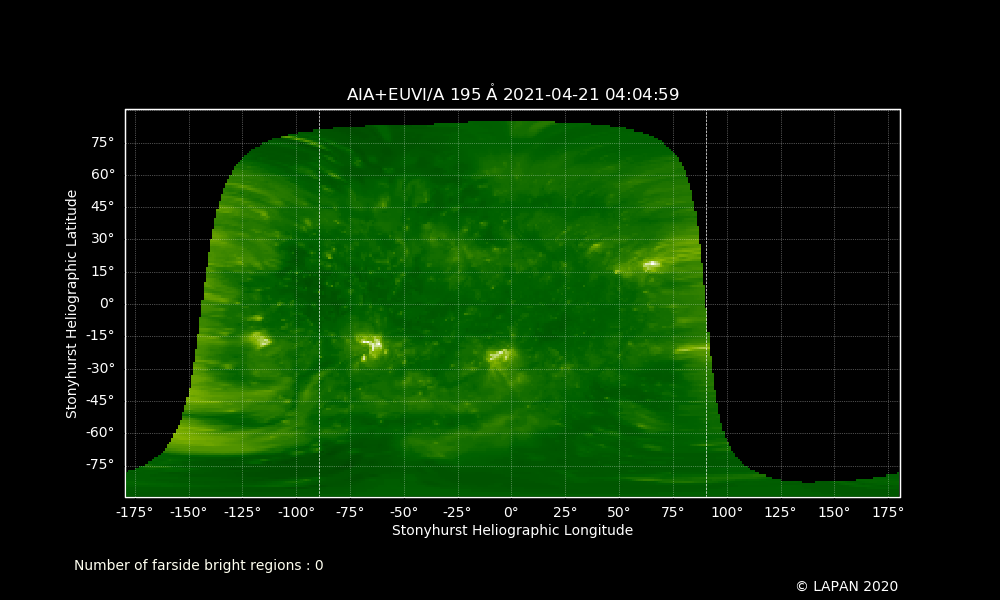 AIA+EUVI/A 195 Å 2021-04-21 04:04:59
Stonyhurst Heliographic Latitude
75°
60°
45°
30°
15°
0°
-15°
-30°
-45°
-60°
-75°
-175° -150° -125° -100° -75° -50° -25° 0° 25° 50° 75° 100° 125° 150° 175°
Stonyhurst Heliographic Longitude
Number of farside bright regions : 0
© LAPAN 2020